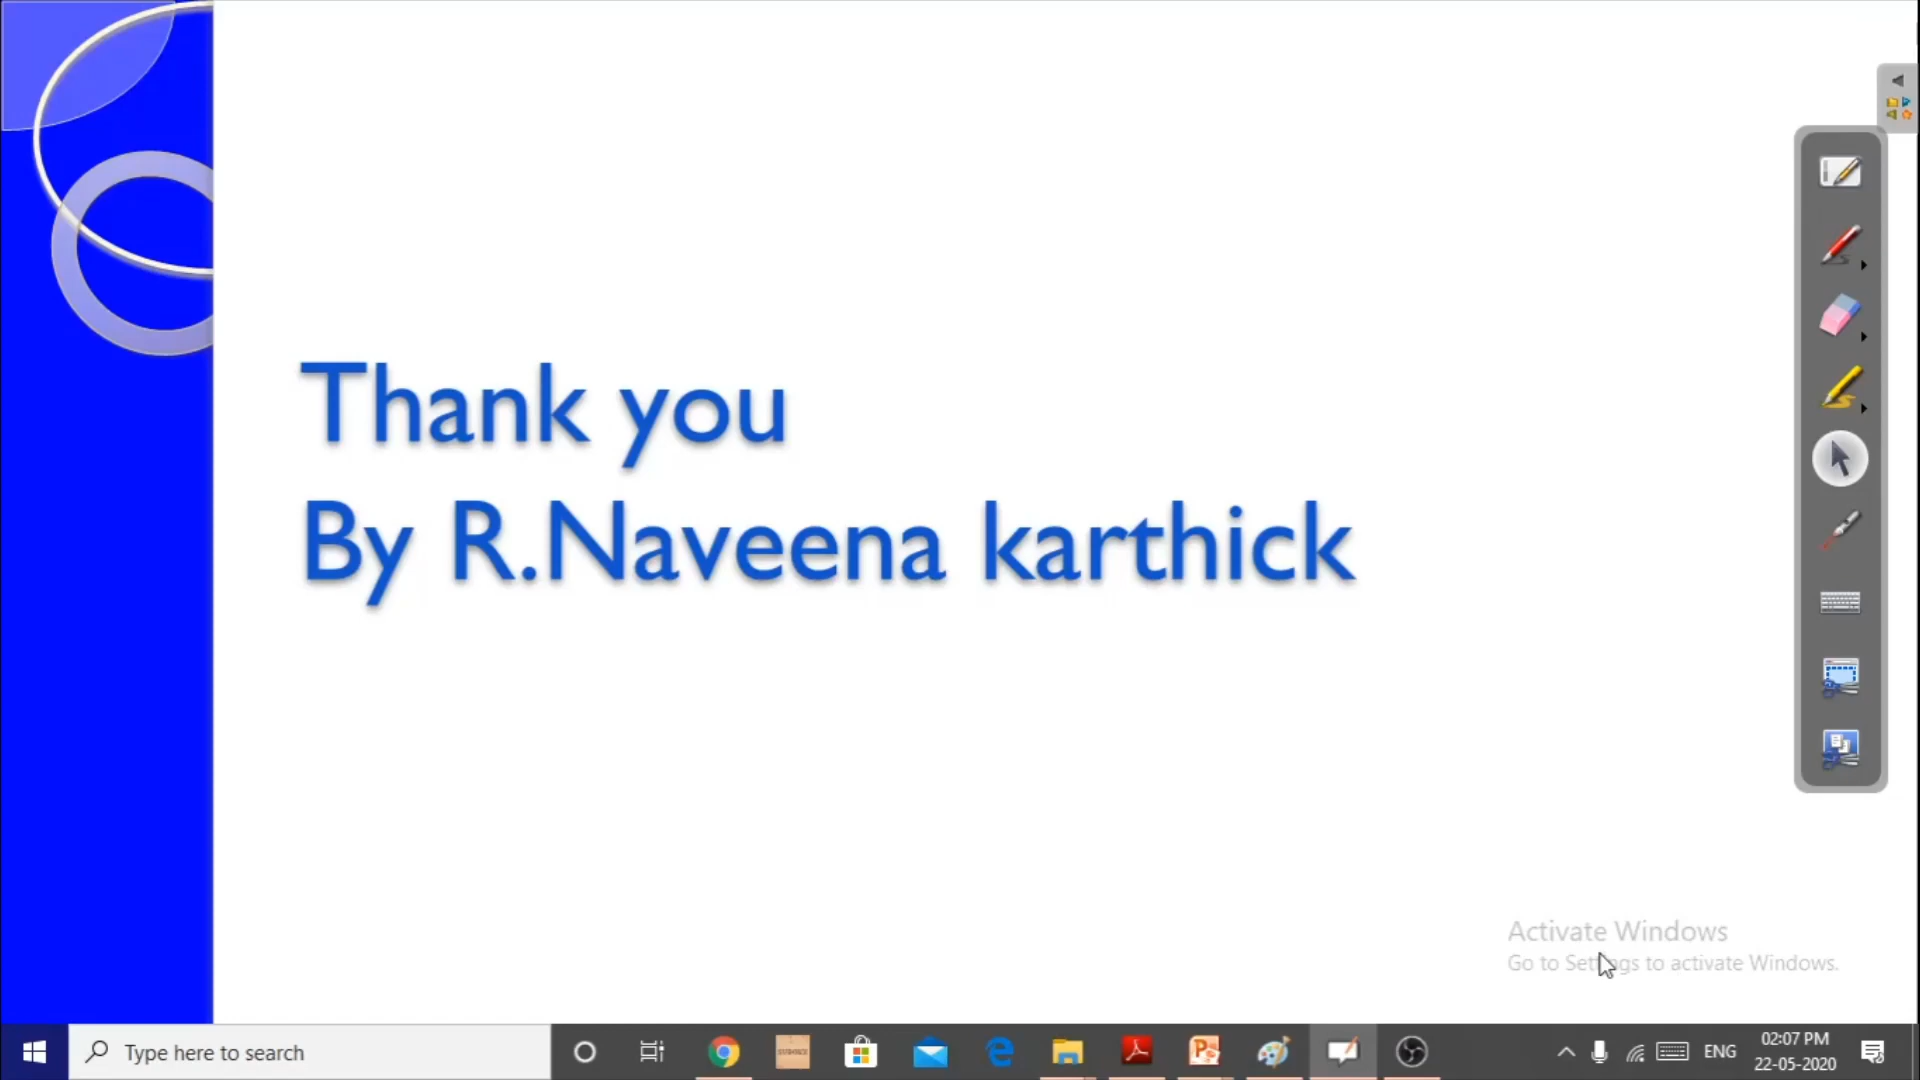 Thank you
By R.Naveena karthick
Activate Windows
Go to Settings to activate Windows.
Type here to search
ENG
02:07 PM
22-05-2020